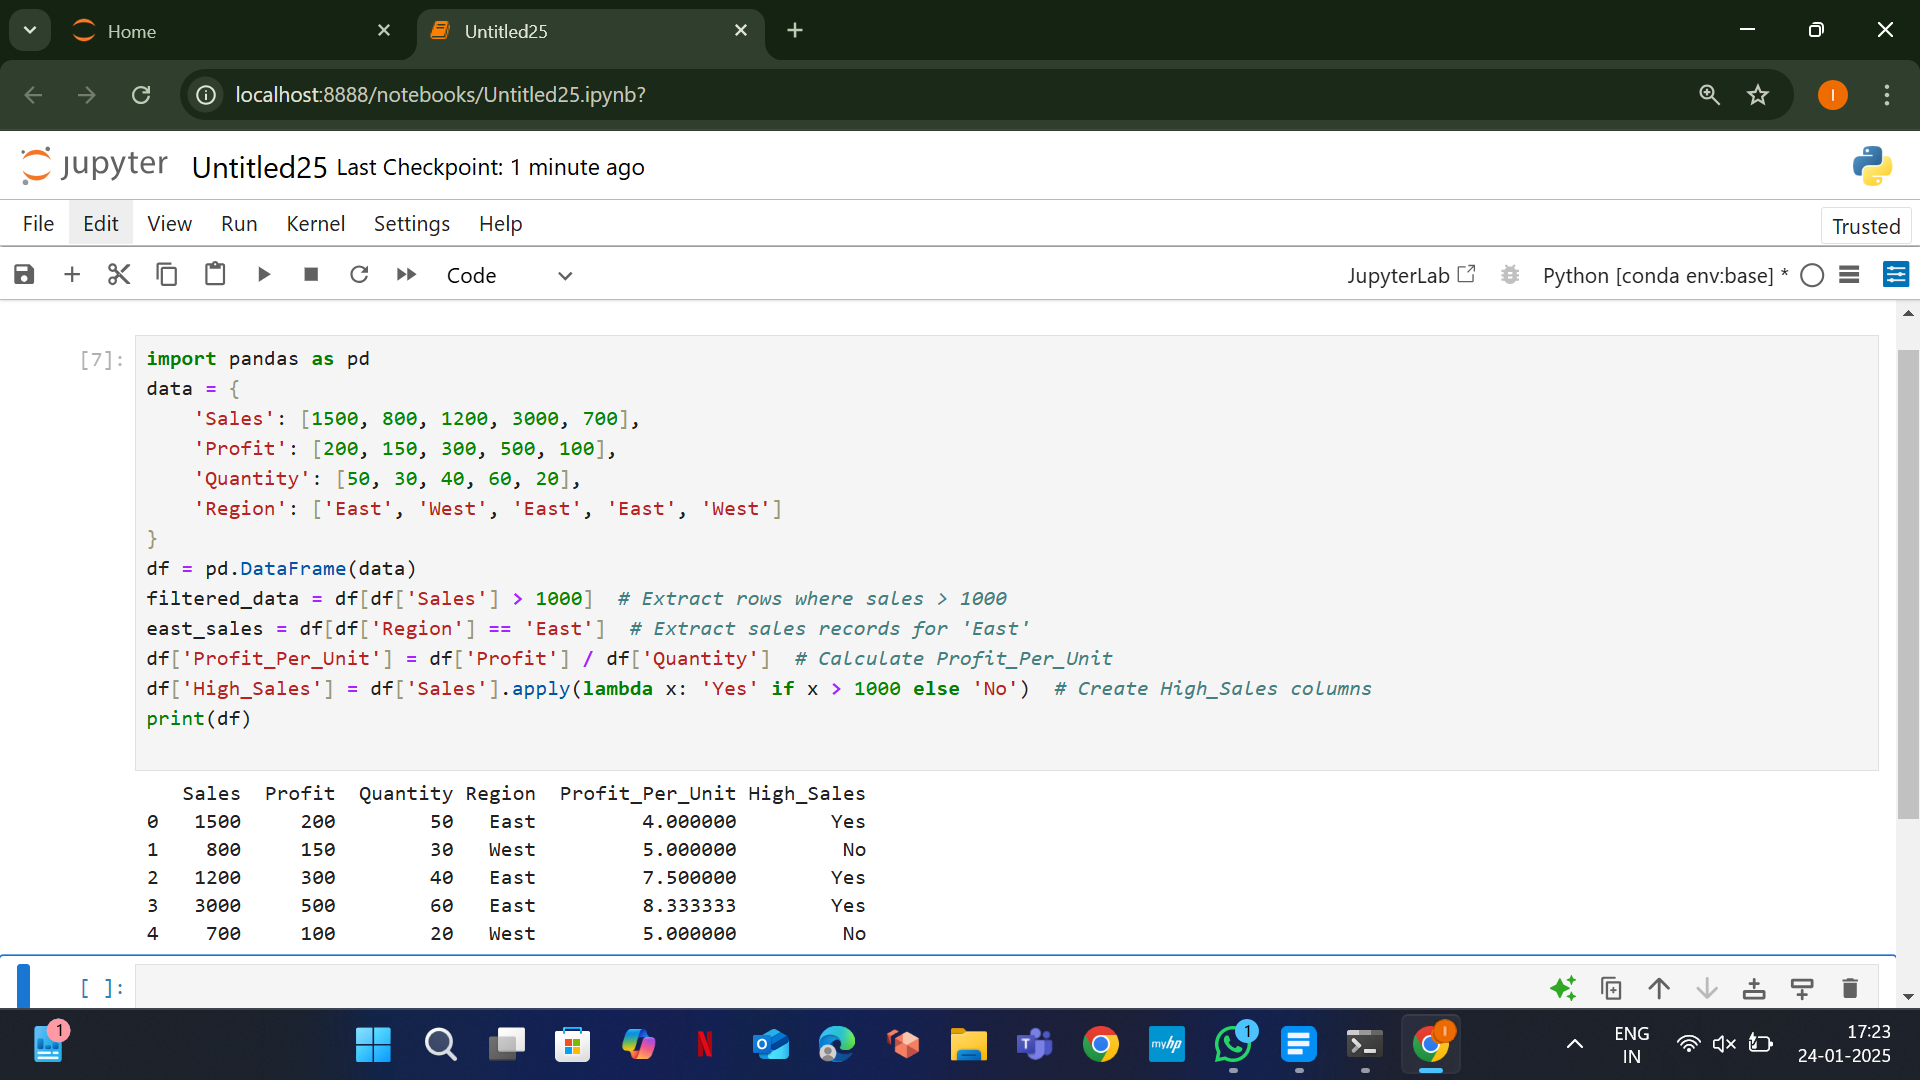 Home
Untitled25
localhost:8888/notebooks/Untitled25.ipynb?
I
jupyter Untitled25 Last Checkpoint: 1 minute ago
File Edit View Run Kernel Settings Help
Trusted
Code
JupyterLab
Python [conda env:base] *
[7]:
import pandas as pd
data = {
    'Sales': [1500, 800, 1200, 3000, 700],
    'Profit': [200, 150, 300, 500, 100],
    'Quantity': [50, 30, 40, 60, 20],
    'Region': ['East', 'West', 'East', 'East', 'West']
}
df = pd.DataFrame(data)
filtered_data = df[df['Sales'] > 1000]  # Extract rows where sales > 1000
east_sales = df[df['Region'] == 'East']  # Extract sales records for 'East'
df['Profit_Per_Unit'] = df['Profit'] / df['Quantity']  # Calculate Profit_Per_Unit
df['High_Sales'] = df['Sales'].apply(lambda x: 'Yes' if x > 1000 else 'No')  # Create High_Sales columns
print(df)
   Sales  Profit  Quantity Region  Profit_Per_Unit High_Sales
0   1500     200        50   East         4.000000        Yes
1    800     150        30   West         5.000000         No
2   1200     300        40   East         7.500000        Yes
3   3000     500        60   East         8.333333        Yes
4    700     100        20   West         5.000000         No
[ ]:
1
N
O
T
myhp
1
I
ENG
IN
17:23
24-01-2025